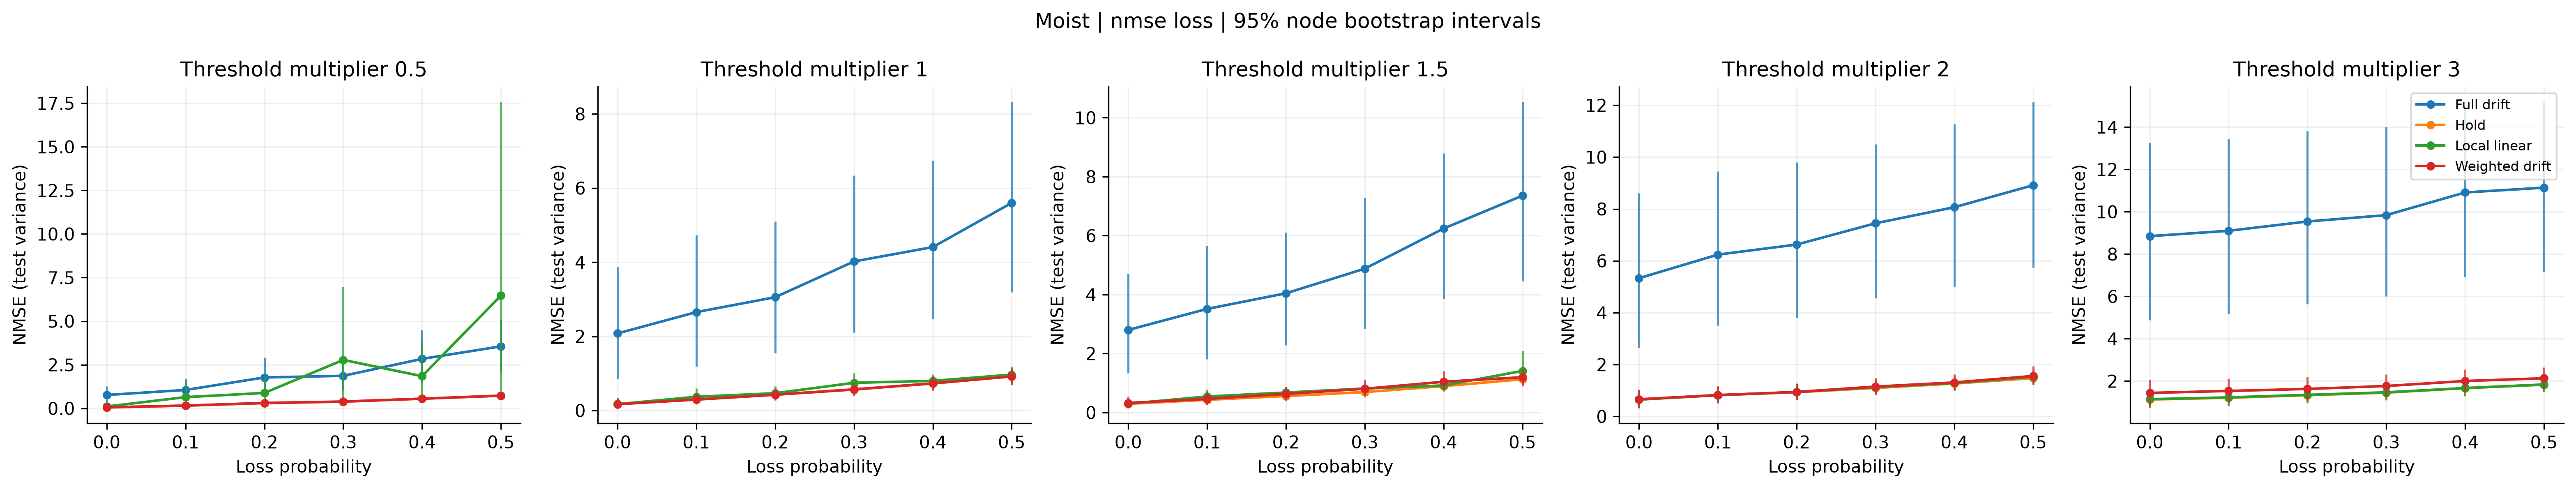 Moist | nmse loss | 95% node bootstrap intervals
Threshold multiplier 0.5
NMSE (test variance)
17.5
15.0
12.5
10.0
7.5
5.0
2.5
0.0
0.0 0.1 0.2 0.3 0.4 0.5
Loss probability
Threshold multiplier 1
NMSE (test variance)
8
6
4
2
0
0.0 0.1 0.2 0.3 0.4 0.5
Loss probability
Threshold multiplier 1.5
NMSE (test variance)
10
8
6
4
2
0
0.0 0.1 0.2 0.3 0.4 0.5
Loss probability
Threshold multiplier 2
NMSE (test variance)
12
10
8
6
4
2
0
0.0 0.1 0.2 0.3 0.4 0.5
Loss probability
Threshold multiplier 3
NMSE (test variance)
14
12
10
8
6
4
2
0.0 0.1 0.2 0.3 0.4 0.5
Loss probability
Full drift
Hold
Local linear
Weighted drift